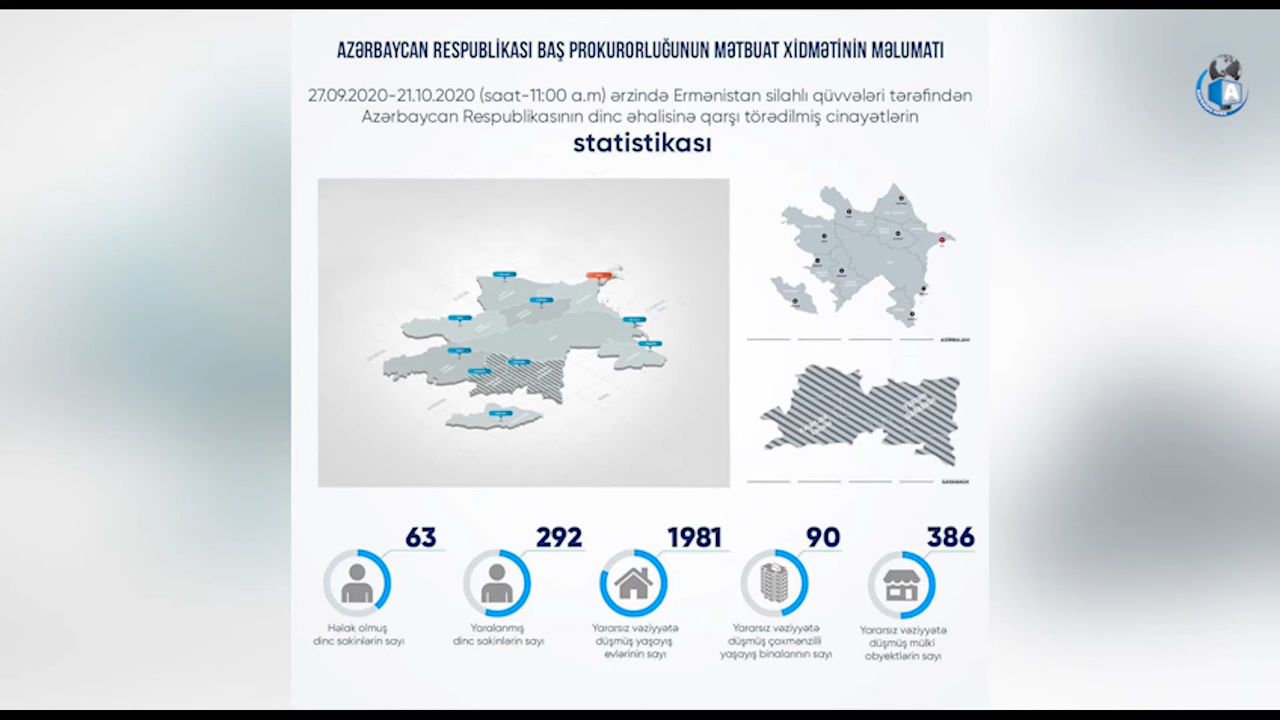 AZƏRBAYCAN RESPUBLİKASI BAŞ PROKURORLUĞUNUN MƏTBUAT XİDMƏTİNİN MƏLUMATI
27.09.2020-21.10.2020 (saat-11:00 a.m) ərzində Ermənistan silahlı qüvvələri tərəfindən
Azərbaycan Respublikasının dinc əhalisinə qarşı törədilmiş cinayətlərin
statistikası
A
63
292
1981
90
386
Həlak olmuş
dinc sakinlərin sayı
Yaralanmış
dinc sakinlərin sayı
Yararsız vəziyyətə
düşmüş yaşayış
evlərinin sayı
Yararsız vəziyyətə
düşmüş çoxmənzilli
yaşayış binalarının sayı
Yararsız vəziyyətə
düşmüş mülki
obyektlərin sayı